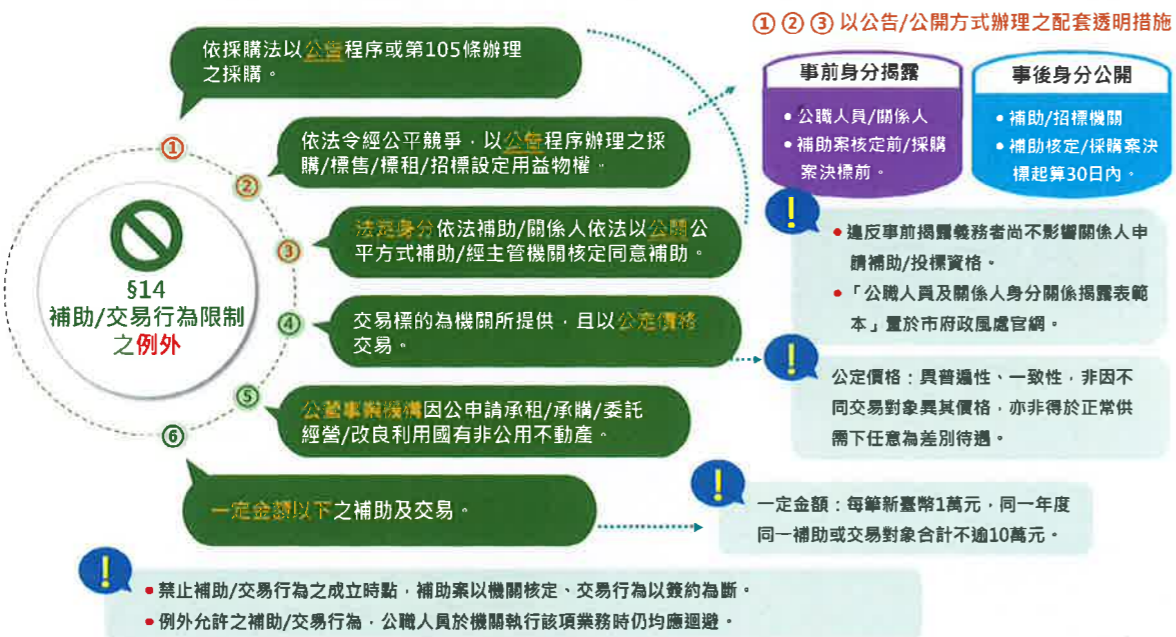 ①②③以公告/公開方式辦理之配套透明措施
依採購法以公告程序或第105條辦理
之採購。
事前身分揭露
• 公職人員/關係人
• 補助案核定前/採購
案決標前。
事後身分公開
• 補助/招標機關
• 補助核定/採購案決
標起算30日內。
①
依法令經公平競爭,以公告程序辦理之採
購/標售/標租/招標設定用益物權。
②
法定身分依法補助/關係人依法以公開公
平方式補助/經主管機關核定同意補助。
③
§14
補助/交易行為限制
之例外
交易標的為機關所提供,且以公定價格
交易。
④
公營事業機構因公申請承租/承購/委託
經營/改良利用國有非公用不動產。
⑤
⑥
一定金額以下之補助及交易。
!
• 違反事前揭露義務者尚不影響關係人申
請補助/投標資格。
• 「公職人員及關係人身分關係揭露表範
本」置於市府政風處官網。
!
公定價格:具普遍性、一致性,非因不
同交易對象異其價格,亦非得於正常供
需下任意為差別待遇。
!
一定金額:每筆新臺幣1萬元,同一年度
同一補助或交易對象合計不逾10萬元。
!
• 禁止補助/交易行為之成立時點,補助案以機關核定、交易行為以簽約為斷。
• 例外允許之補助/交易行為,公職人員於機關執行該項業務時仍均應迴避。